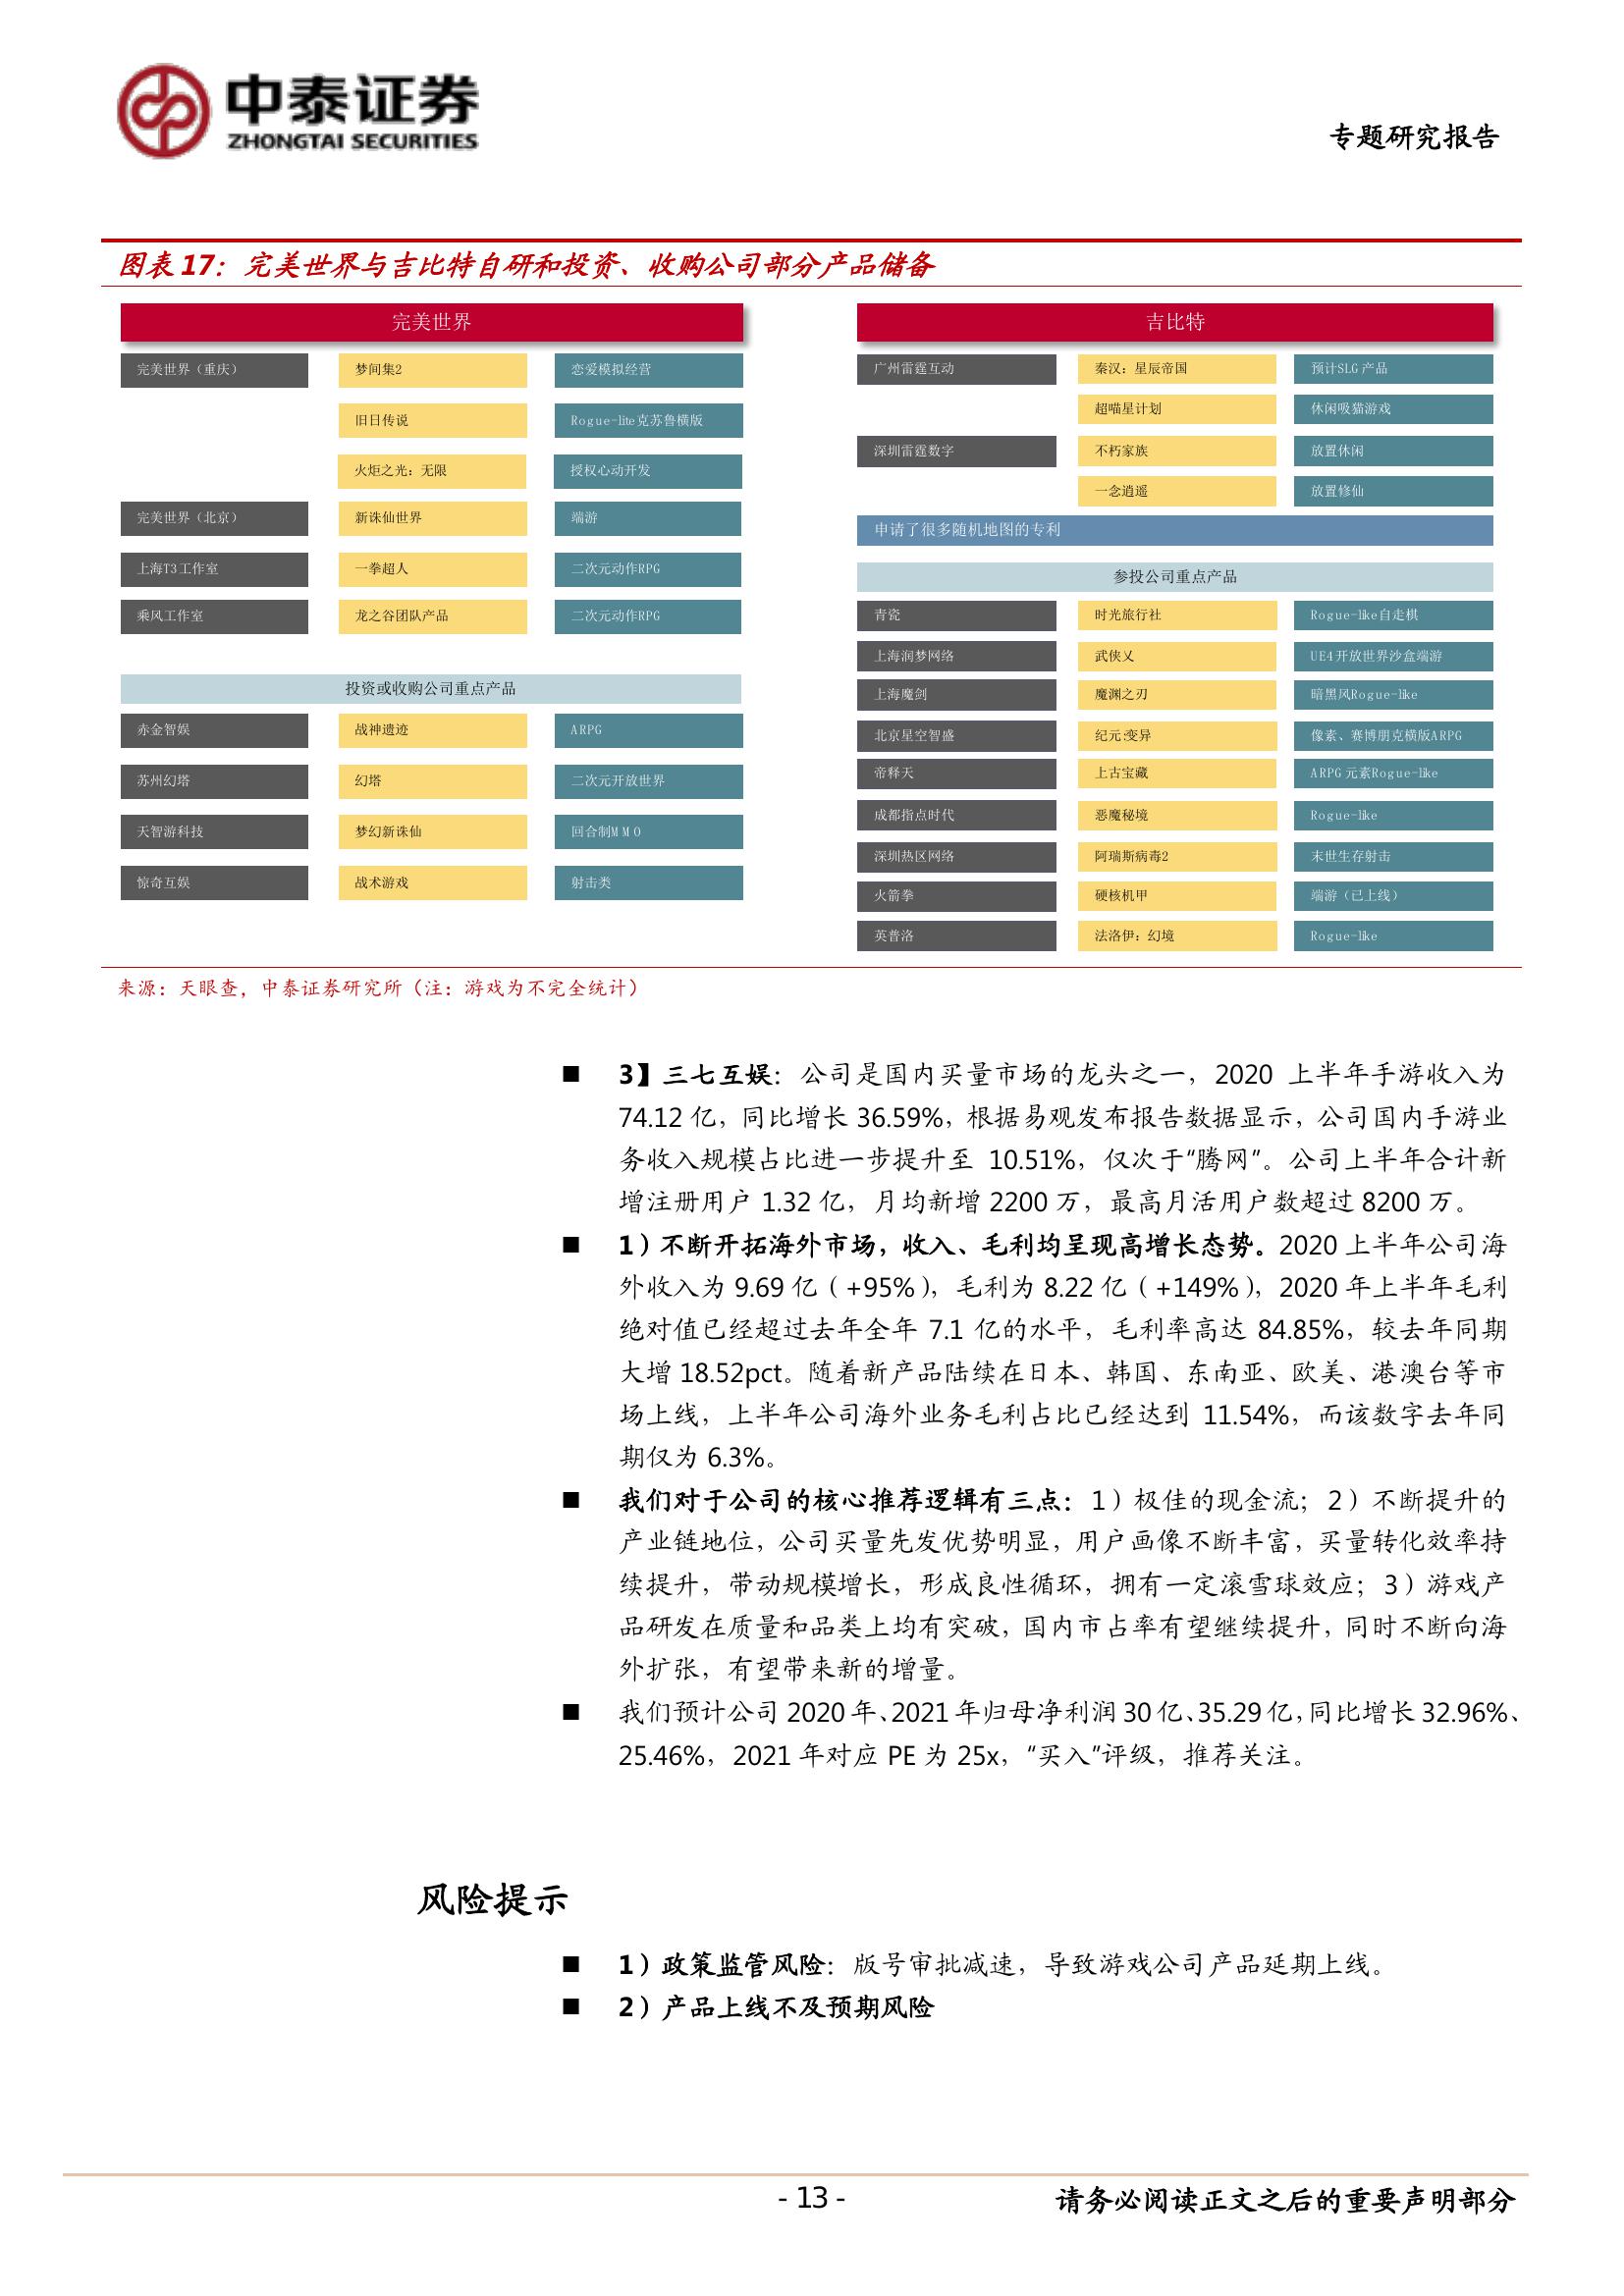 中泰证券
ZHONGTAI SECURITIES
专题研究报告
图表 17：完美世界与吉比特自研和投资、收购公司部分产品储备
完美世界
完美世界（重庆） 梦间集2 恋爱模拟经营
旧日传说 Rogue-lite克苏鲁横版
火炬之光：无限 授权心动开发
完美世界（北京） 新诛仙世界 端游
上海T3工作室 一拳超人 二次元动作RPG
乘风工作室 龙之谷团队产品 二次元动作RPG
投资或收购公司重点产品
赤金智娱 战神遗迹 ARPG
苏州幻塔 幻塔 二次元开放世界
天智游科技 梦幻新诛仙 回合制MMO
惊奇互娱 战术游戏 射击类
吉比特
广州雷霆互动 秦汉：星辰帝国 预计SLG产品
超喵星计划 休闲吸猫游戏
深圳雷霆数字 不朽家族 放置休闲
一念逍遥 放置修仙
申请了很多随机地图的专利
参投公司重点产品
青瓷 时光旅行社 Rogue-like自走棋
上海润梦网络 武侠乂 UE4开放世界沙盒端游
上海魔剑 魔渊之刃 暗黑风Rogue-like
北京星空智盛 纪元:变异 像素、赛博朋克横版ARPG
帝释天 上古宝藏 ARPG元素Rogue-like
成都指点时代 恶魔秘境 Rogue-like
深圳热区网络 阿瑞斯病毒2 末世生存射击
火箭拳 硬核机甲 端游（已上线）
英普洛 法洛伊：幻境 Rogue-like
来源：天眼查，中泰证券研究所（注：游戏为不完全统计）
■ 3】三七互娱：公司是国内买量市场的龙头之一，2020 上半年手游收入为
74.12 亿，同比增长 36.59%，根据易观发布报告数据显示，公司国内手游业
务收入规模占比进一步提升至 10.51%，仅次于“腾网”。公司上半年合计新
增注册用户 1.32 亿，月均新增 2200 万，最高月活用户数超过 8200 万。
■ 1）不断开拓海外市场，收入、毛利均呈现高增长态势。2020 上半年公司海
外收入为 9.69 亿（+95%），毛利为 8.22 亿（+149%），2020 年上半年毛利
绝对值已经超过去年全年 7.1 亿的水平，毛利率高达 84.85%，较去年同期
大增 18.52pct。随着新产品陆续在日本、韩国、东南亚、欧美、港澳台等市
场上线，上半年公司海外业务毛利占比已经达到 11.54%，而该数字去年同
期仅为 6.3%。
■ 我们对于公司的核心推荐逻辑有三点：1）极佳的现金流；2）不断提升的
产业链地位，公司买量先发优势明显，用户画像不断丰富，买量转化效率持
续提升，带动规模增长，形成良性循环，拥有一定滚雪球效应；3）游戏产
品研发在质量和品类上均有突破，国内市占率有望继续提升，同时不断向海
外扩张，有望带来新的增量。
■ 我们预计公司 2020 年、2021 年归母净利润 30 亿、35.29 亿，同比增长 32.96%、
25.46%，2021 年对应 PE 为 25x，“买入”评级，推荐关注。
风险提示
■ 1）政策监管风险：版号审批减速，导致游戏公司产品延期上线。
■ 2）产品上线不及预期风险
- 13 -
请务必阅读正文之后的重要声明部分